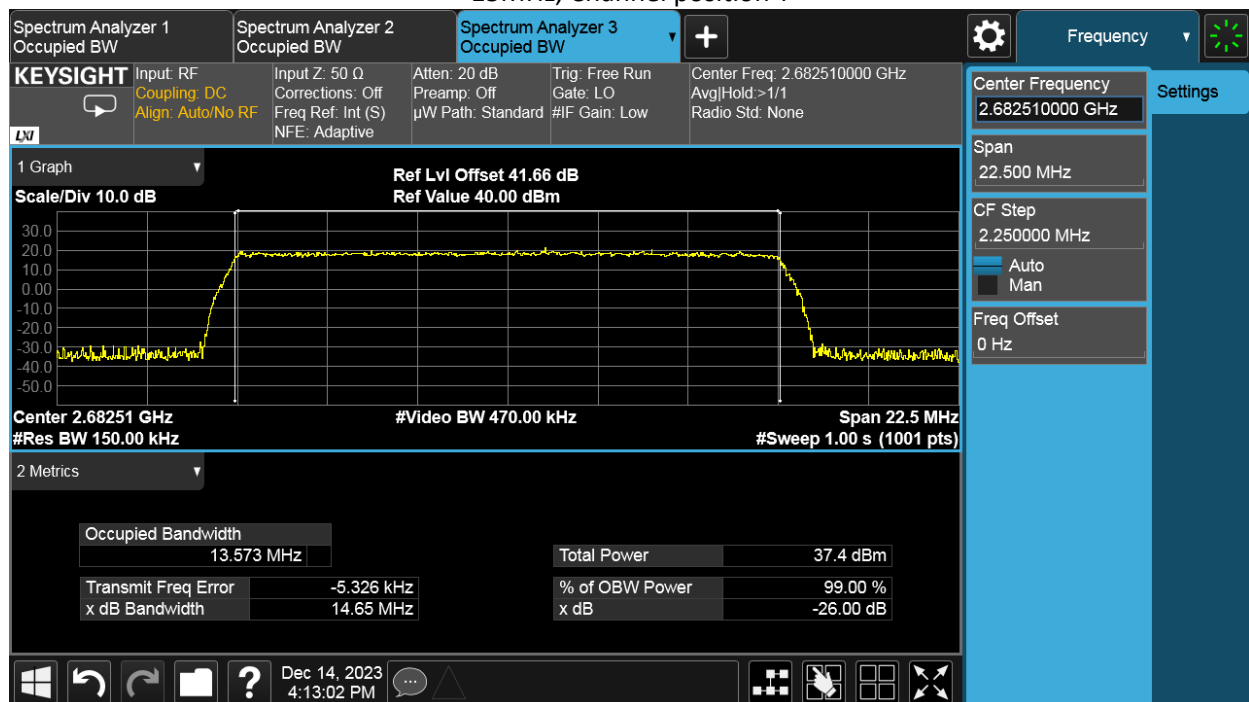 Spectrum Analyzer 1
Occupied BW
Spectrum Analyzer 2
Occupied BW
Spectrum Analyzer 3
Occupied BW
Frequency
KEYSIGHT
LXI
Input: RF
Coupling: DC
Align: Auto/No RF
Input Z: 50 Ω
Corrections: Off
Freq Ref: Int (S)
NFE: Adaptive
Atten: 20 dB
Preamp: Off
µW Path: Standard
Trig: Free Run
Gate: LO
#IF Gain: Low
Center Freq: 2.682510000 GHz
Avg|Hold:>1/1
Radio Std: None
Center Frequency
2.682510000 GHz
Settings
Span
22.500 MHz
CF Step
2.250000 MHz
Auto
Man
Freq Offset
0 Hz
1 Graph
Scale/Div 10.0 dB
Ref Lvl Offset 41.66 dB
Ref Value 40.00 dBm
30.0
20.0
10.0
0.00
-10.0
-20.0
-30.0
-40.0
-50.0
Center 2.68251 GHz
#Res BW 150.00 kHz
#Video BW 470.00 kHz
Span 22.5 MHz
#Sweep 1.00 s (1001 pts)
2 Metrics
Occupied Bandwidth
13.573 MHz
Total Power 37.4 dBm
Transmit Freq Error -5.326 kHz
% of OBW Power 99.00 %
x dB Bandwidth 14.65 MHz
x dB -26.00 dB
Dec 14, 2023
4:13:02 PM